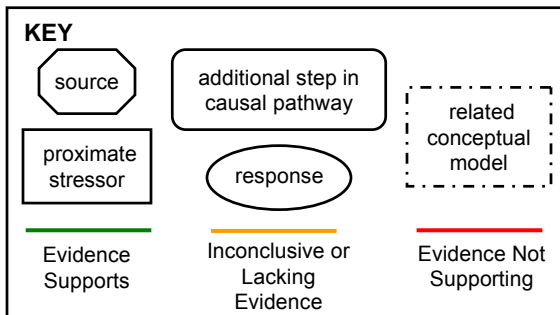 KEY
source
additional step in
causal pathway
related
conceptual
model
proximate
stressor
response
Evidence
Supports
Inconclusive or
Lacking
Evidence
Evidence Not
Supporting